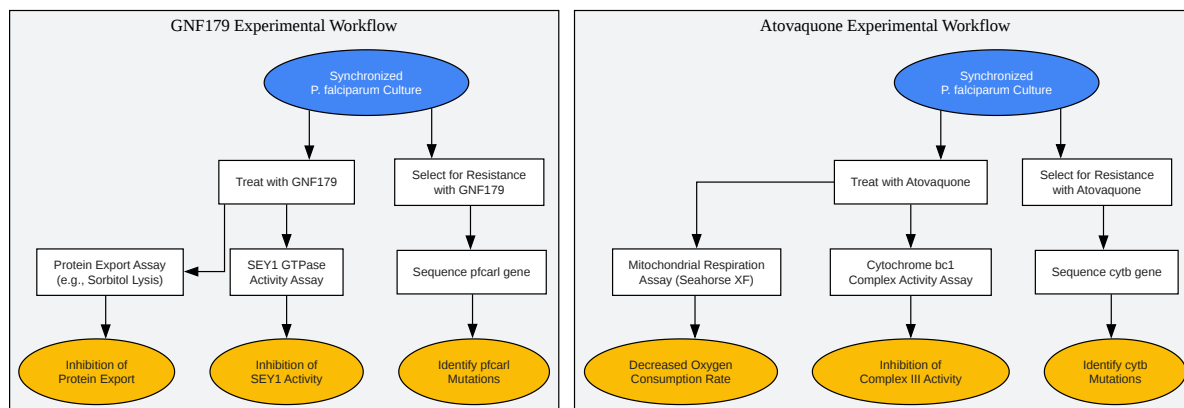 GNF179 Experimental Workflow
Synchronized
P. falciparum Culture
Treat with GNF179
Select for Resistance
with GNF179
Protein Export Assay
(e.g., Sorbitol Lysis)
SEY1 GTPase
Activity Assay
Sequence pfcarl gene
Inhibition of
Protein Export
Inhibition of
SEY1 Activity
Identify pfcarl
Mutations
Atovaquone Experimental Workflow
Synchronized
P. falciparum Culture
Treat with Atovaquone
Select for Resistance
with Atovaquone
Mitochondrial Respiration
Assay (Seahorse XF)
Cytochrome bc1
Complex Activity Assay
Sequence cytb gene
Decreased Oxygen
Consumption Rate
Inhibition of
Complex III Activity
Identify cytb
Mutations